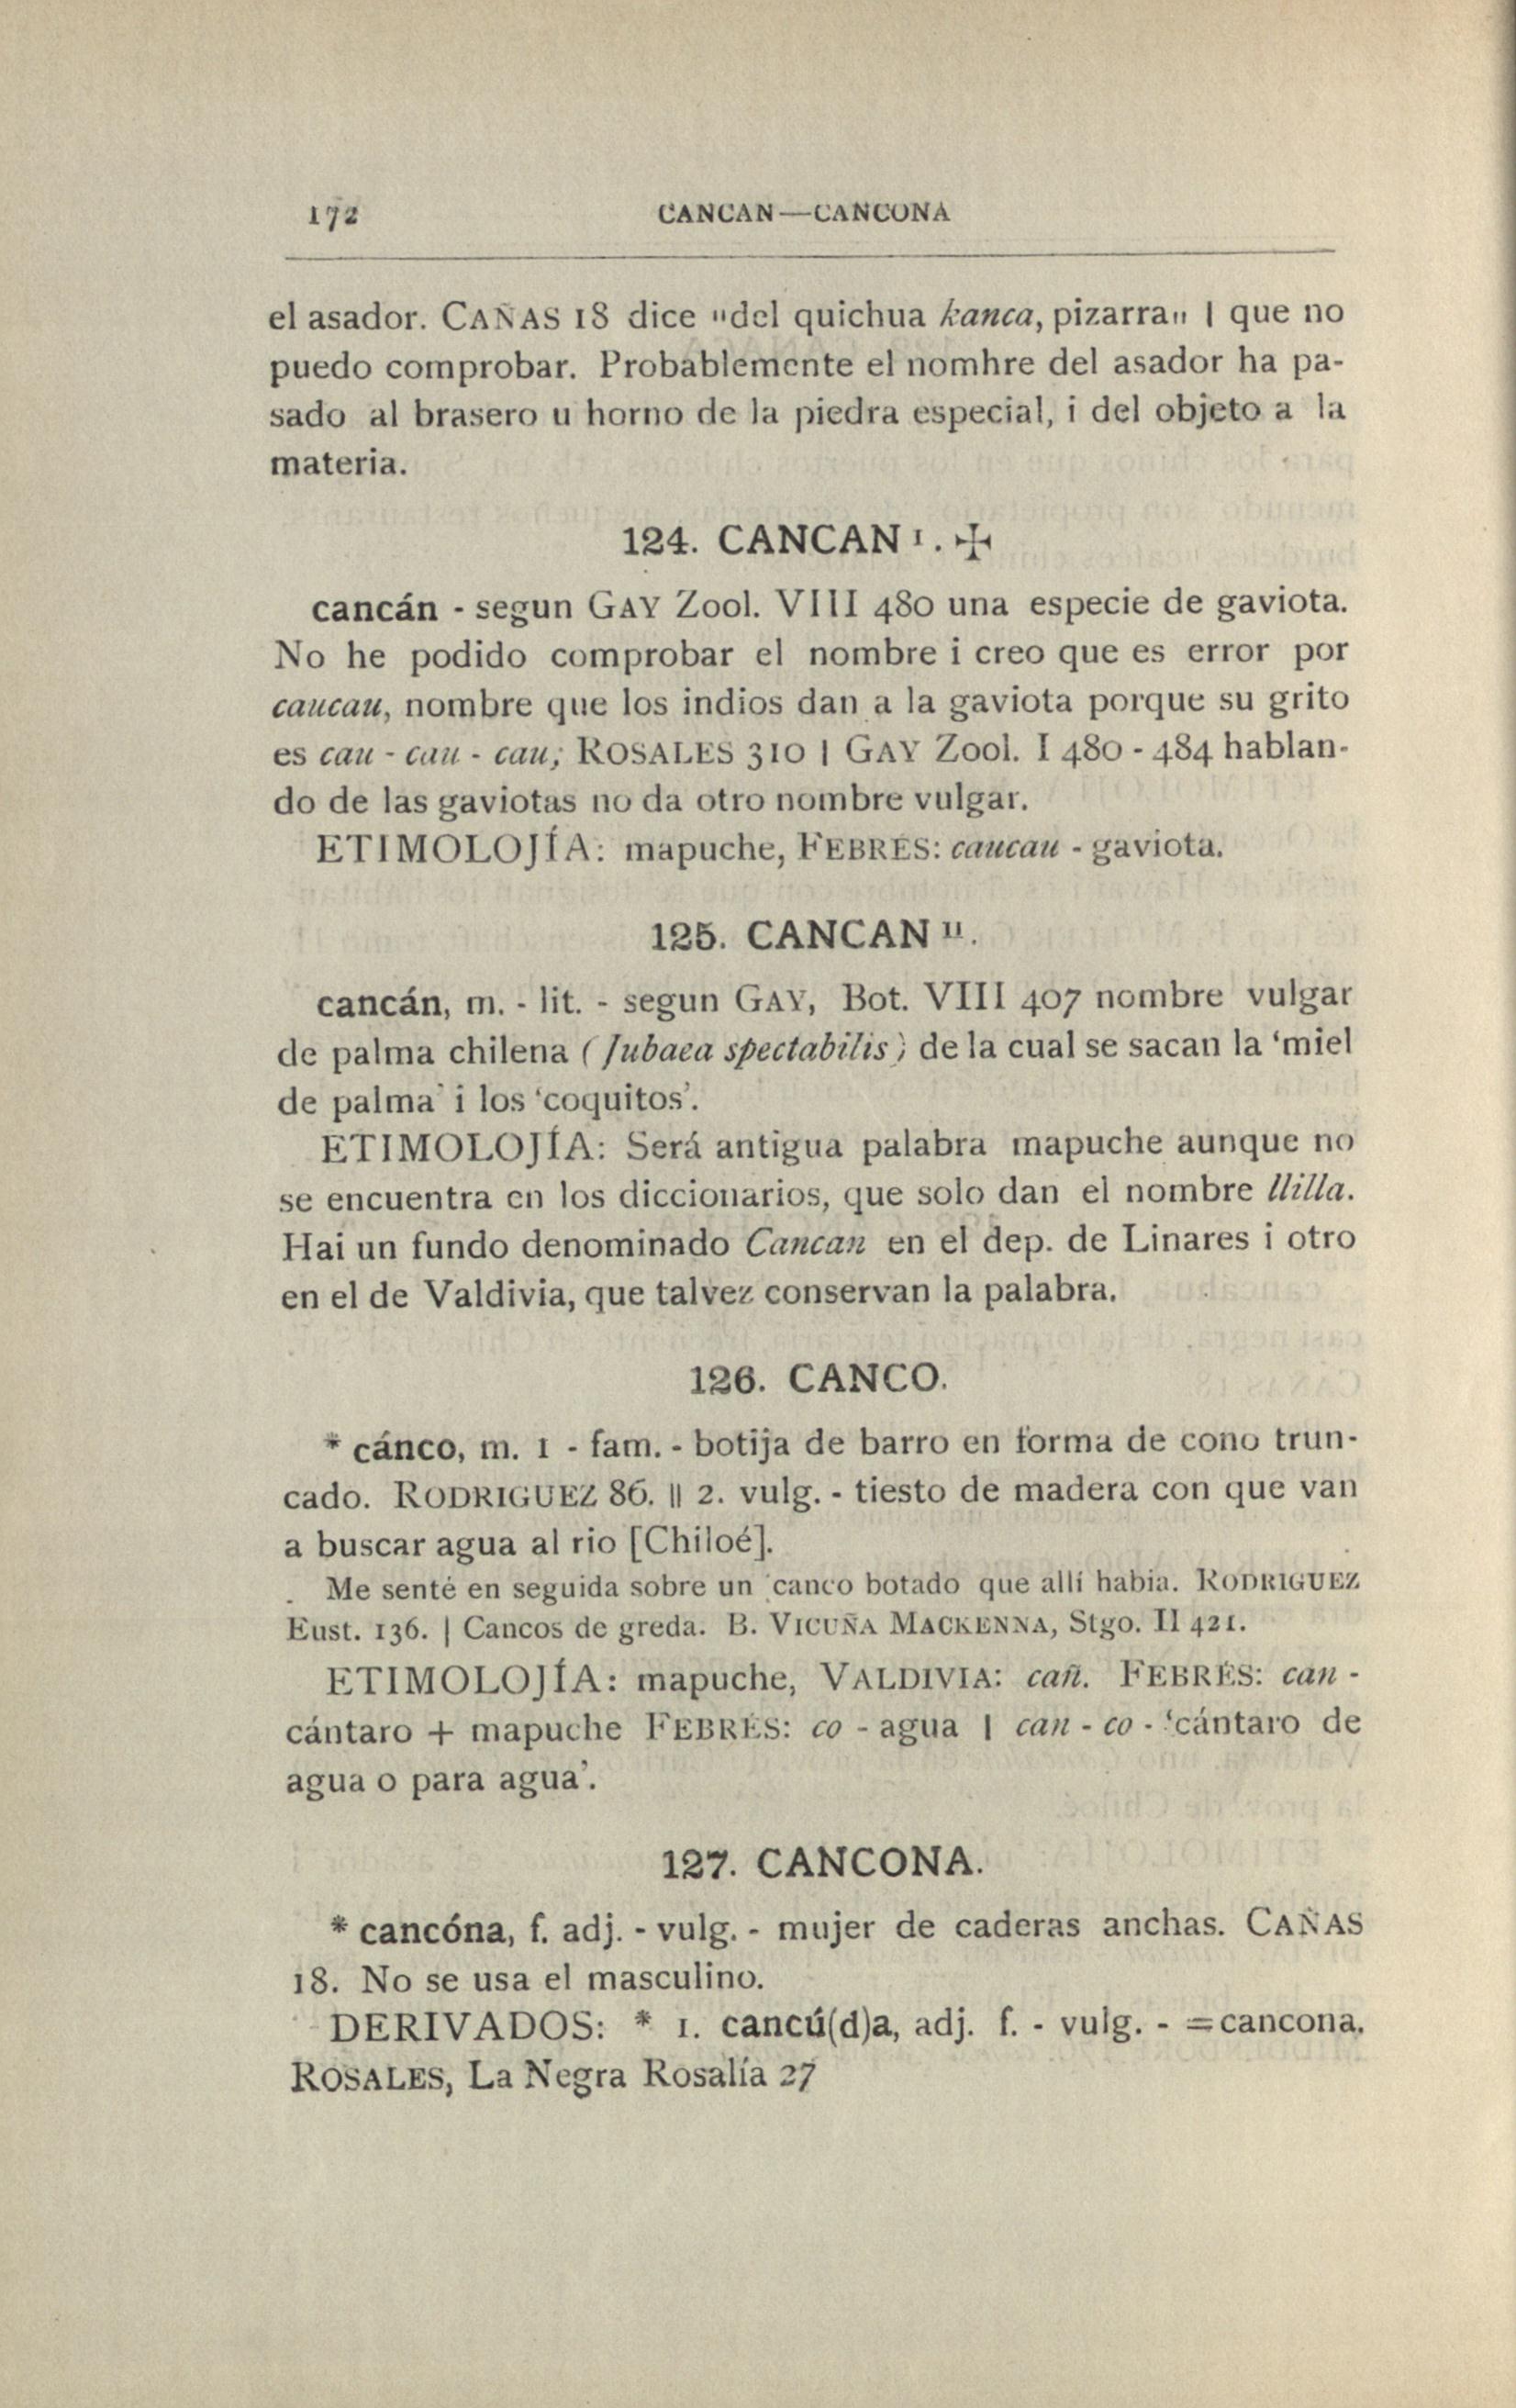 172 CANCAN—CANCONA
el asador. CAÑAS 18 dice "del quichua kanca, pizarra" | que no
puedo comprobar. Probablemente el nomhre del asador ha pa-
sado al brasero u horno de la piedra especial, i del objeto a la
materia.
124. CANCAN I. ✠
cancán - segun GAY Zool. VIII 480 una especie de gaviota.
No he podido comprobar el nombre i creo que es error por
caucau, nombre que los indios dan a la gaviota porque su grito
es cau - cau - cau; ROSALES 310 | GAY Zool. I 480 - 484 hablan-
do de las gaviotas no da otro nombre vulgar.
ETIMOLOJÍA: mapuche, FEBRÉS: caucau - gaviota.
125. CANCAN II.
cancán, m. - lit. - segun GAY, Bot. VIII 407 nombre vulgar
de palma chilena (Jubaea spectabilis) de la cual se sacan la ‘miel
de palma’ i los ‘coquitos’.
ETIMOLOJÍA: Será antigua palabra mapuche aunque no
se encuentra en los diccionarios, que solo dan el nombre llilla.
Hai un fundo denominado Cancan en el dep. de Linares i otro
en el de Valdivia, que talvez conservan la palabra.
126. CANCO.
* cánco, m. 1 - fam. - botija de barro en forma de cono trun-
cado. RODRIGUEZ 86. || 2. vulg. - tiesto de madera con que van
a buscar agua al rio [Chiloé].
Me senté en seguida sobre un canco botado que allí habia. RODRIGUEZ
Eust. 136. | Cancos de greda. B. VICUÑA MACKENNA, Stgo. II 421.
ETIMOLOJÍA: mapuche, VALDIVIA: cañ. FEBRÉS: can -
cántaro + mapuche FEBRÉS: co - agua | can - co - ‘cántaro de
agua o para agua’.
127. CANCONA.
* cancóna, f. adj. - vulg. - mujer de caderas anchas. CAÑAS
18. No se usa el masculino.
DERIVADOS: * 1. cancú(d)a, adj. f. - vulg. - =cancona.
ROSALES, La Negra Rosalía 27